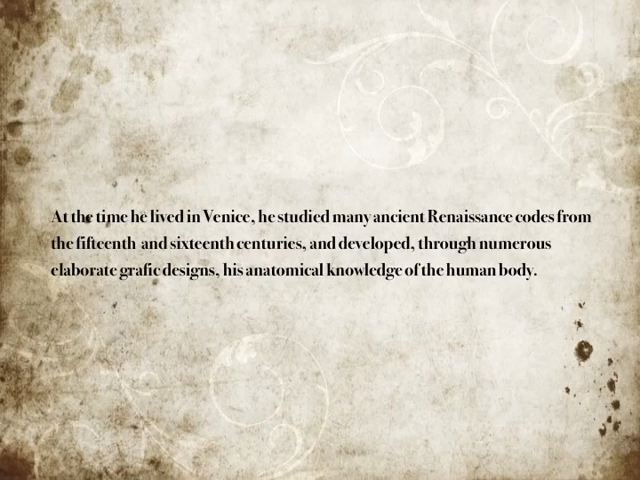 At the time he lived in Venice, he studied many ancient Renaissance codes from
the fifteenth and sixteenth centuries, and developed, through numerous
elaborate grafic designs, his anatomical knowledge of the human body.